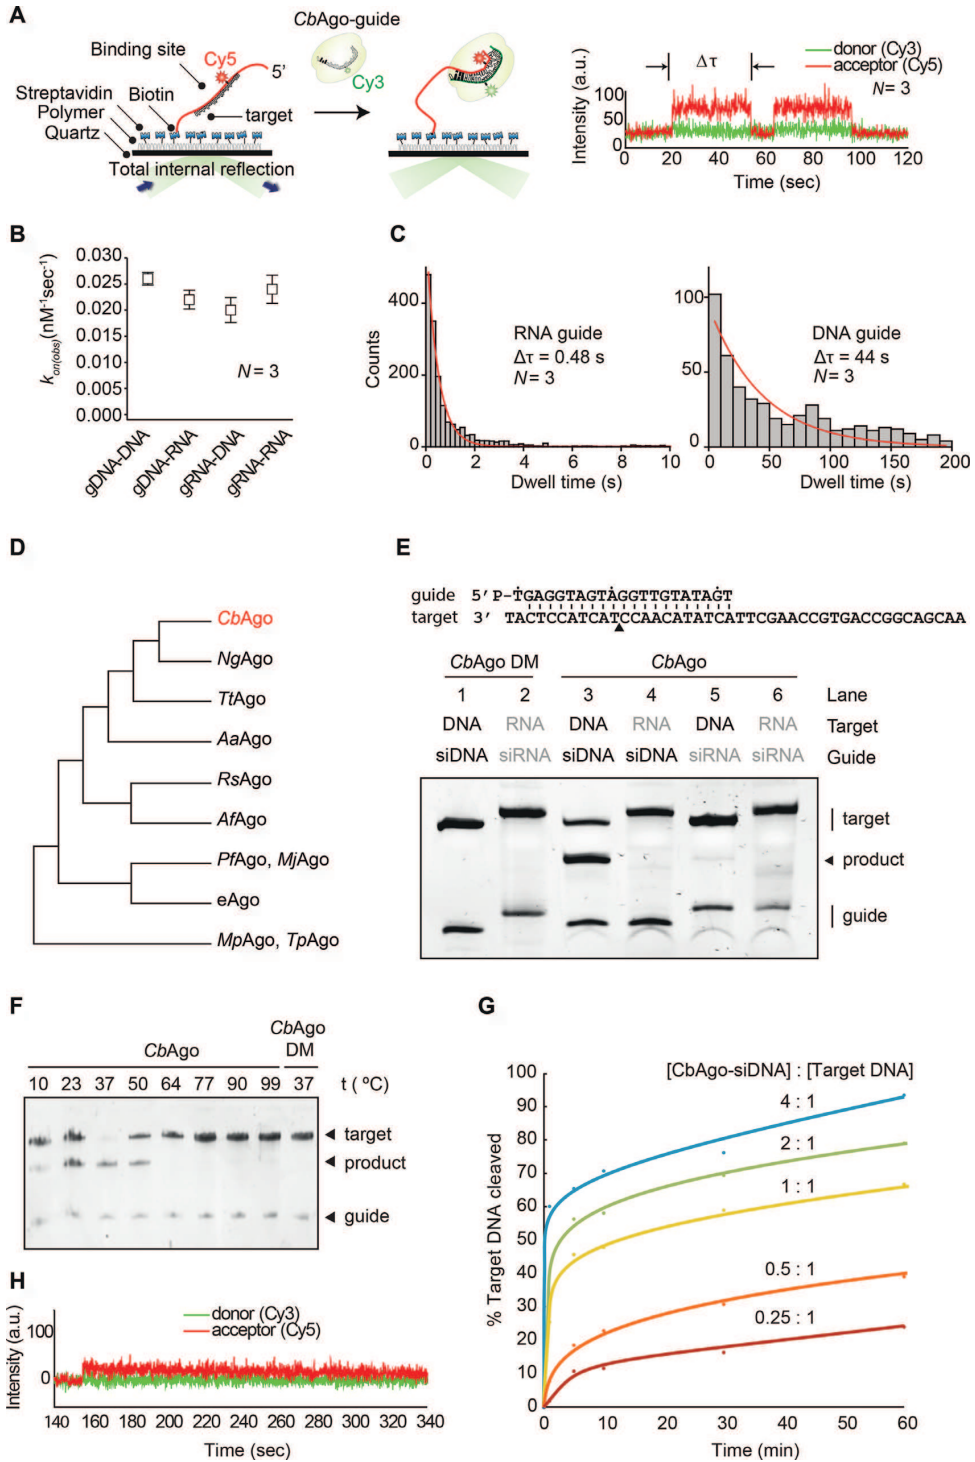 A
CbAgo-guide
Binding site
Cy5
5’
Cy3
Streptavidin
Biotin
target
Polymer
Quartz
Total internal reflection
Δτ
donor (Cy3)
acceptor (Cy5)
N = 3
Intensity (a.u.)
100
50
0
0 20 40 60 80 100 120
Time (sec)
B
kon(obs)(nM-1sec-1)
0.030
0.025
0.020
0.015
0.010
0.005
0.000
N = 3
gDNA-DNA
gDNA-RNA
gRNA-DNA
gRNA-RNA
C
Counts
400
200
0
RNA guide
Δτ = 0.48 s
N = 3
0 2 4 6 8 10
Dwell time (s)
100
50
0
DNA guide
Δτ = 44 s
N = 3
0 50 100 150 200
Dwell time (s)
D
CbAgo
NgAgo
TtAgo
AaAgo
RsAgo
AfAgo
PfAgo, MjAgo
eAgo
MpAgo, TpAgo
E
guide 5’P-TGAGGTAGTAGGTTGTATAGT
target 3’ TACTCCATCATCCAACATATCATTCGAACCGTGACCGGCAGCAA
CbAgo DM CbAgo
1 2 3 4 5 6 Lane
DNA RNA DNA RNA DNA RNA Target
siDNA siRNA siDNA siDNA siRNA siRNA Guide
target
product
guide
F
CbAgo
CbAgo
DM
10 23 37 50 64 77 90 99 37 t ( ºC)
target
product
guide
G
[CbAgo-siDNA] : [Target DNA]
% Target DNA cleaved
100
90
80
70
60
50
40
30
20
10
0
4 : 1
2 : 1
1 : 1
0.5 : 1
0.25 : 1
0 10 20 30 40 50 60
Time (min)
H
donor (Cy3)
acceptor (Cy5)
Intensity (a.u.)
100
0
140 160 180 200 220 240 260 280 300 320 340
Time (sec)